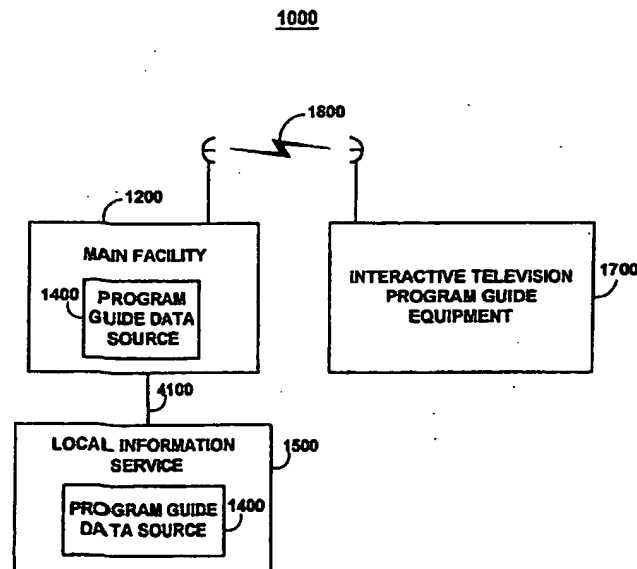 1000
1800
1200
MAIN FACILITY
1400
PROGRAM
GUIDE DATA
SOURCE
INTERACTIVE TELEVISION
PROGRAM GUIDE
EQUIPMENT
1700
4100
LOCAL INFORMATION
SERVICE
1500
PROGRAM GUIDE
DATA SOURCE
1400